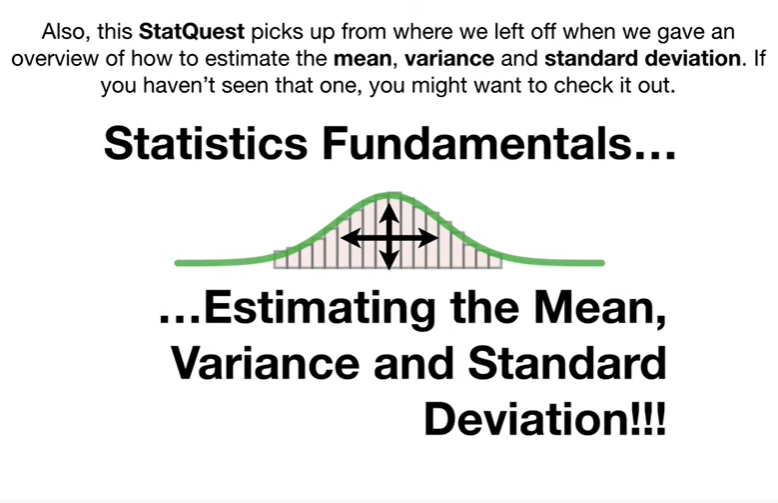 Also, this StatQuest picks up from where we left off when we gave an
overview of how to estimate the mean, variance and standard deviation. If
you haven’t seen that one, you might want to check it out.
Statistics Fundamentals…
…Estimating the Mean,
Variance and Standard
Deviation!!!